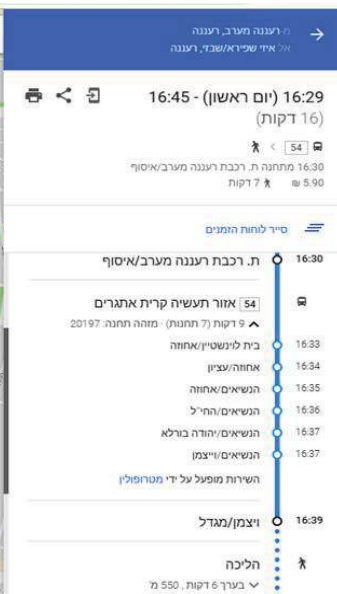 מ-רעננה מערב, רעננה
אל איזי שפירא/שבזי, רעננה
16:29 (יום ראשון) - 16:45
(16 דקות)
54 >
16:30 מתחנה ת. רכבת רעננה מערב/איסוף
5.90 ₪ 7 דקות
סייר לוחות הזמנים
16:30 ת. רכבת רעננה מערב/איסוף
54 אזור תעשיה קרית אתגרים
9 דקות (7 תחנות) · מזהה תחנה: 20197
16:33 בית לוינשטיין/אחוזה
16:34 אחוזה/עציון
16:35 הנשיאים/אחוזה
16:36 הנשיאים/החי"ל
16:37 הנשיאים/יהודה בורלא
16:37 הנשיאים/וייצמן
השירות מופעל על ידי מטרופולין
16:39 ויצמן/מגדל
הליכה
בערך 6 דקות, 550 מ'